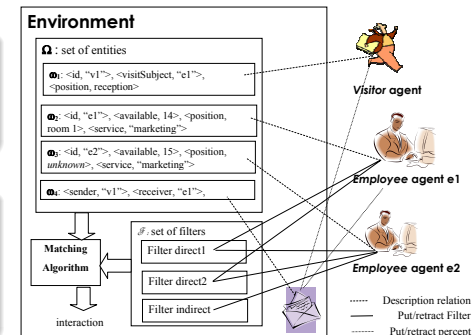 Environment
Ω : set of entities
ω1: <id, “v1”>, <visitSubject, “e1”>,
<position, reception>
ω2: <id, “e1”>, <available, 14>, <position,
room 1>, <service, “marketing”>
ω3: <id, “e2”>, <available, 15>, <position,
unknown>, <service, “marketing”>
ω4: <sender, “v1”>, <receiver, “e1”>,
Matching
Algorithm
interaction
ℱ: set of filters
Filter direct1
Filter direct2
Filter indirect
Visitor agent
Employee agent e1
Employee agent e2
Description relation
Put/retract Filter
Put/retract percept